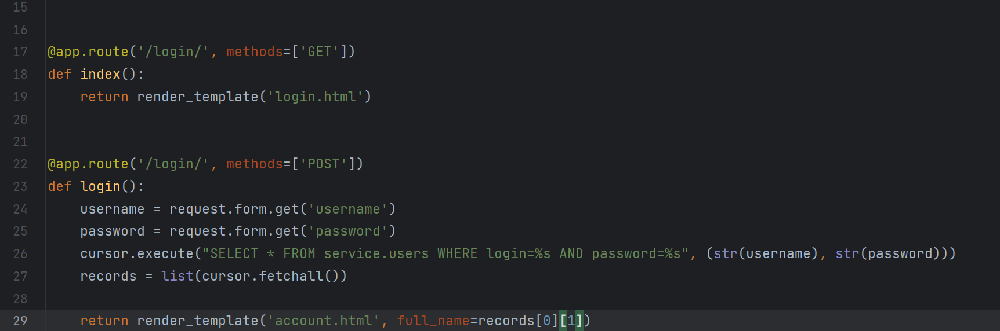 15
16
17 @app.route('/login/', methods=['GET'])
18 def index():
19     return render_template('login.html')
20
21
22 @app.route('/login/', methods=['POST'])
23 def login():
24     username = request.form.get('username')
25     password = request.form.get('password')
26     cursor.execute("SELECT * FROM service.users WHERE login=%s AND password=%s", (str(username), str(password)))
27     records = list(cursor.fetchall())
28
29     return render_template('account.html', full_name=records[0][1])